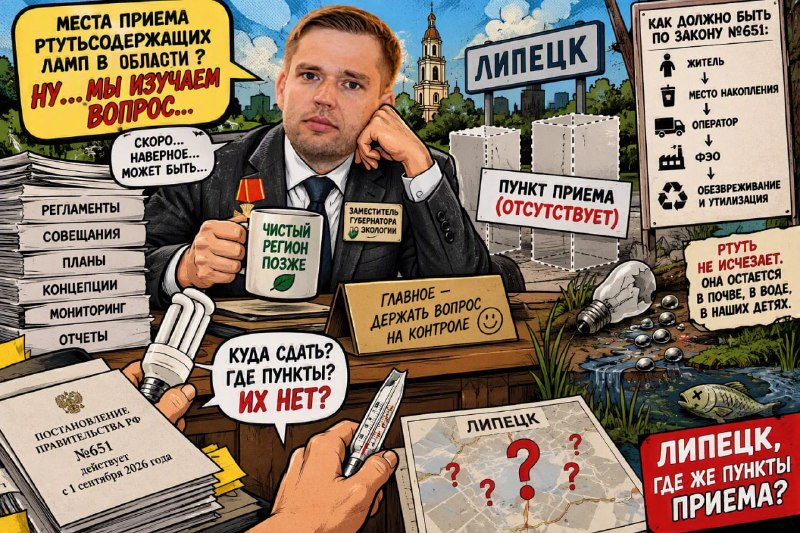 МЕСТА ПРИЕМА
РТУТЬСОДЕРЖАЩИХ
ЛАМП В ОБЛАСТИ?
НУ...МЫ ИЗУЧАЕМ
ВОПРОС...
СКОРО...
НАВЕРНОЕ...
МОЖЕТ БЫТЬ...
РЕГЛАМЕНТЫ
СОВЕЩАНИЯ
ПЛАНЫ
КОНЦЕПЦИИ
МОНИТОРИНГ
ОТЧЕТЫ
ЧИСТЫЙ
РЕГИОН
ПОЗЖЕ
ЗАМЕСТИТЕЛЬ
ГУБЕРНАТОРА
ПО ЭКОЛОГИИ
ГЛАВНОЕ –
ДЕРЖАТЬ ВОПРОС
НА КОНТРОЛЕ
ЛИПЕЦК
ПУНКТ ПРИЕМА
(ОТСУТСТВУЕТ)
КАК ДОЛЖНО БЫТЬ
ПО ЗАКОНУ №651:
ЖИТЕЛЬ
МЕСТО НАКОПЛЕНИЯ
ОПЕРАТОР
ФЭО
ОБЕЗВРЕЖИВАНИЕ
И УТИЛИЗАЦИЯ
РТУТЬ
НЕ ИСЧЕЗАЕТ.
ОНА ОСТАЕТСЯ
В ПОЧВЕ, В ВОДЕ,
В НАШИХ ДЕТЯХ.
КУДА СДАТЬ?
ГДЕ ПУНКТЫ?
ИХ НЕТ?
ПОСТАНОВЛЕНИЕ
ПРАВИТЕЛЬСТВА РФ
№651
действует
с 1 сентября 2026 года
ЛИПЕЦК
? ? ? ? ?
ЛИПЕЦК,
ГДЕ ЖЕ ПУНКТЫ
ПРИЕМА?